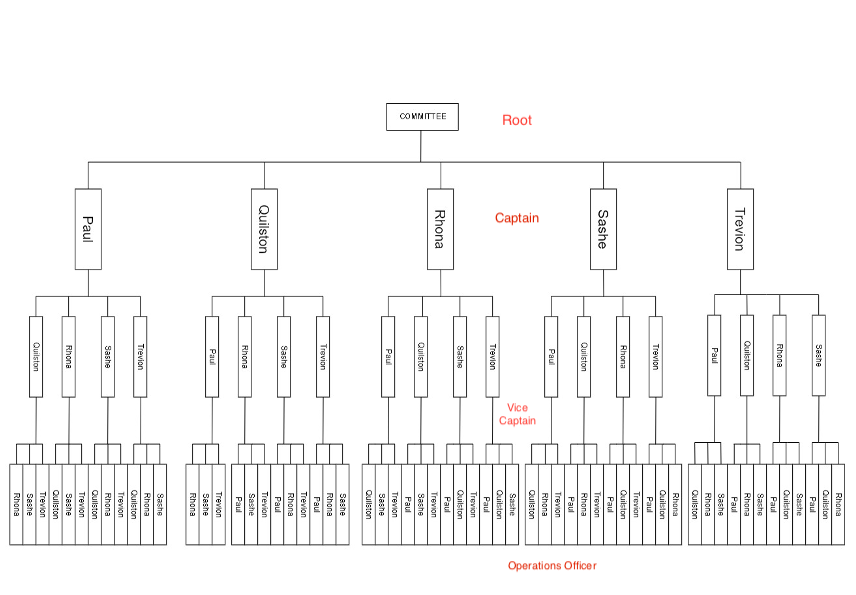 COMMITTEE
Root
Paul
Quilston
Rhona
Sashe
Trevion
Captain
Quilston
Rhona
Sashe
Trevion
Paul
Rhona
Sashe
Trevion
Paul
Quilston
Sashe
Trevion
Paul
Quilston
Rhona
Trevion
Paul
Quilston
Rhona
Sashe
Vice
Captain
Rhona
Sashe
Trevion
Quilston
Sashe
Trevion
Quilston
Rhona
Trevion
Quilston
Rhona
Sashe
Rhona
Sashe
Trevion
Paul
Sashe
Trevion
Paul
Rhona
Trevion
Paul
Rhona
Sashe
Quilston
Sashe
Trevion
Paul
Sashe
Trevion
Paul
Quilston
Trevion
Paul
Quilston
Sashe
Quilston
Rhona
Trevion
Paul
Rhona
Trevion
Paul
Quilston
Trevion
Paul
Quilston
Rhona
Quilston
Rhona
Sashe
Paul
Rhona
Sashe
Paul
Quilston
Sashe
Paul
Quilston
Rhona
Operations Officer